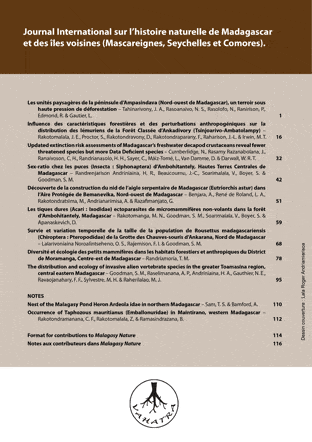 Journal International sur l'histoire naturelle de Madagascar
et des îles voisines (Mascareignes, Seychelles et Comores).
Les unités paysagères de la péninsule d'Ampasindava (Nord-ouest de Madagascar), un terroir sous
haute pression de déforestation – Tahinarivony, J. A., Rasoanaivo, N. S., Rasolofo, N., Ranirison, P,
Edmond, R. & Gautier, L. 1
Influence des caractéristiques forestières et des perturbations anthropogéniques sur la
distribution des lémuriens de la Forêt Classée d'Ankadivory (Tsinjoarivo-Ambatolampy) –
Rakotomalala, J. E., Proctor, S., Rakotondravony, D., Rakotondraparany, F., Raharison, J.-L. & Irwin, M. T. 16
Updated extinction risk assessments of Madagascar's freshwater decapod crustaceans reveal fewer
threatened species but more Data Deficient species – Cumberlidge, N., Rasamy Razanabolana, J.,
Ranaivoson, C. H., Randrianasolo, H. H., Sayer, C., Máiz-Tomé, L., Van Damme, D. & Darwall, W. R. T. 32
Sex-ratio chez les puces (Insecta : Siphonaptera) d'Ambohitantely, Hautes Terres Centrales de
Madagascar – Randrenjarison Andriniaina, H. R., Beaucournu, J.-C., Soarimalala, V., Boyer, S. &
Goodman, S. M. 42
Découverte de la construction du nid de l'aigle serpentaire de Madagascar (Eutriorchis astur) dans
l'Aire Protégée de Bemanevika, Nord-ouest de Madagascar – Benjara, A., René de Roland, L. A.,
Rakotondratsima, M., Andrianarimisa, A. & Razafimanjato, G. 51
Les tiques dures (Acari : Ixodidae) ectoparasites de micromammifères non-volants dans la forêt
d'Ambohitantely, Madagascar – Rakotomanga, M. N., Goodman, S. M., Soarimalala, V., Boyer, S. &
Apanaskevich, D. 59
Survie et variation temporelle de la taille de la population de Rousettus madagascariensis
(Chiroptera : Pteropodidae) de la Grotte des Chauves-souris d'Ankarana, Nord de Madagascar
– Lalarivoniaina Norosoanetenehena, O. S., Rajemison, F. I. & Goodman, S. M. 68
Diversité et écologie des petits mammifères dans les habitats forestiers et anthropiques du District
de Moramanga, Centre-est de Madagascar – Randriamoria, T. M. 78
The distribution and ecology of invasive alien vertebrate species in the greater Toamasina region,
central eastern Madagascar – Goodman, S. M., Raselimanana, A. P., Andriniaina, H. A., Gauthier, N. E.,
Ravaojanahary, F. F., Sylvestre, M. H. & Raherilalao, M. J. 95
NOTES
Nest of the Malagasy Pond Heron Ardeola idae in northern Madagascar – Sam, T. S. & Bamford, A. 110
Occurrence of Taphozous mauritianus (Emballonuridae) in Maintirano, western Madagascar –
Rakotondramanana, C. F., Rakotomalala, Z. & Ramasindrazana, B. 112
Format for contributions to Malagasy Nature 114
Notes aux contributeurs dans Malagasy Nature 116
VAHATRA